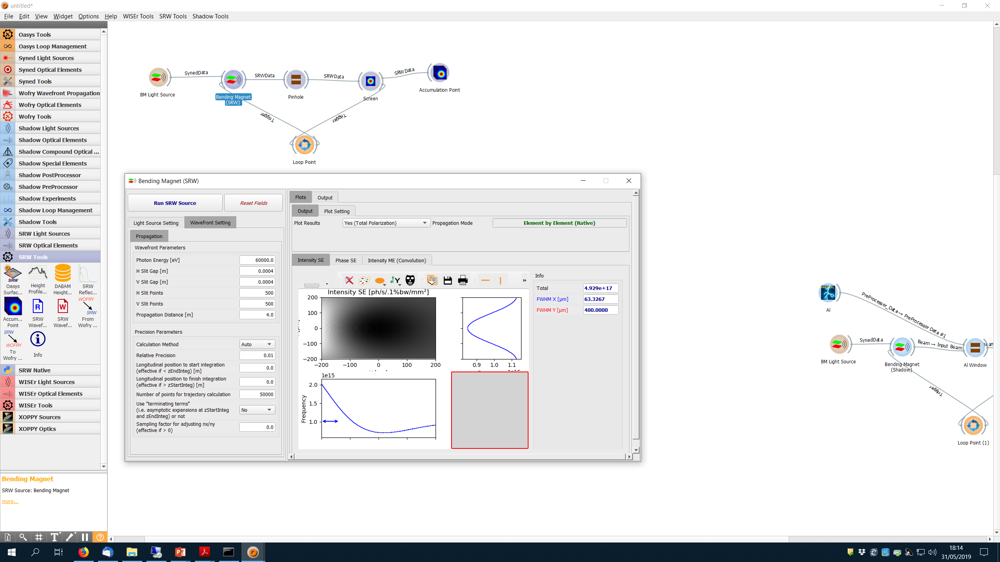 untitled*
File Edit View Widget Options Help WISEr Tools SRW Tools Shadow Tools
Oasys Tools
Oasys Loop Management
Syned Light Sources
Syned Optical Elements
Syned Tools
Wofry Wavefront Propagation
Wofry Optical Elements
Wofry Tools
Shadow Light Sources
Shadow Optical Elements
Shadow Compound Optical ...
Shadow Special Elements
Shadow PostProcessor
Shadow PreProcessor
Shadow Experiments
Shadow Loop Management
Shadow Tools
SRW Light Sources
SRW Optical Elements
SRW Tools
SRW
Oasys Surfac...
Height Profile...
DABAM Height...
SRW Reflec...
Accum... Point
R
SRW Wavef...
W
SRW Wavef...
WOFRY
SRW
From Wofry ...
SRW
WOFRY
To Wofry ...
Info
SRW Native
WISEr Light Sources
WISEr Optical Elements
WISEr Tools
XOPPY Sources
XOPPY Optics
Bending Magnet
SRW Source: Bending Magnet
more...
BM Light Source
SynedData
Bending Magnet
(SRW)
SRWData
Pinhole
SRWData
Screen
SRWData
Accumulation Point
Trigger
Trigger
Loop Point
Bending Magnet (SRW)
Run SRW Source
Reset Fields
Light Source Setting
Wavefront Setting
Propagation
Wavefront Parameters
Photon Energy [eV] 60000.0
H Slit Gap [m] 0.0004
V Slit Gap [m] 0.0004
H Slit Points 500
V Slit Points 500
Propagation Distance [m] 4.0
Precision Parameters
Calculation Method Auto
Relative Precision 0.01
Longitudinal position to start integration
(effective if < zEndInteg) [m] 0.0
Longitudinal position to finish integration
(effective if > zStartInteg) [m] 0.0
Number of points for trajectory calculation 50000
Use "terminating terms"
(i.e. asymptotic expansions at zStartInteg No
and zEndInteg) or not
Sampling factor for adjusting nx/ny
(effective if > 0) 0.0
Plots Output
Output Plot Setting
Plot Results Yes (Total Polarization) Propagation Mode Element by Element (Native)
Intensity SE Phase SE Intensity ME (Convolution)
Y
»
Intensity SE [ph/s/.1%bw/mm²]
200
100
0
−100
−200
−200 −100 0 100 200
0.9 1.0 1.1
1e15
2.0
1.5
1.0
Frequency
Info
Total 4.929e+17
FWHM X [µm] 63.3267
FWHM Y [µm] 400.0000
PREREFL
Al
PreProcessor_Data → PreProcessor Data #1
BM Light Source
SynedData
Bending Magnet
(Shadow)
Beam → Input Beam
Al Window
Trigger
Loop Point (1)
18:14
31/05/2019